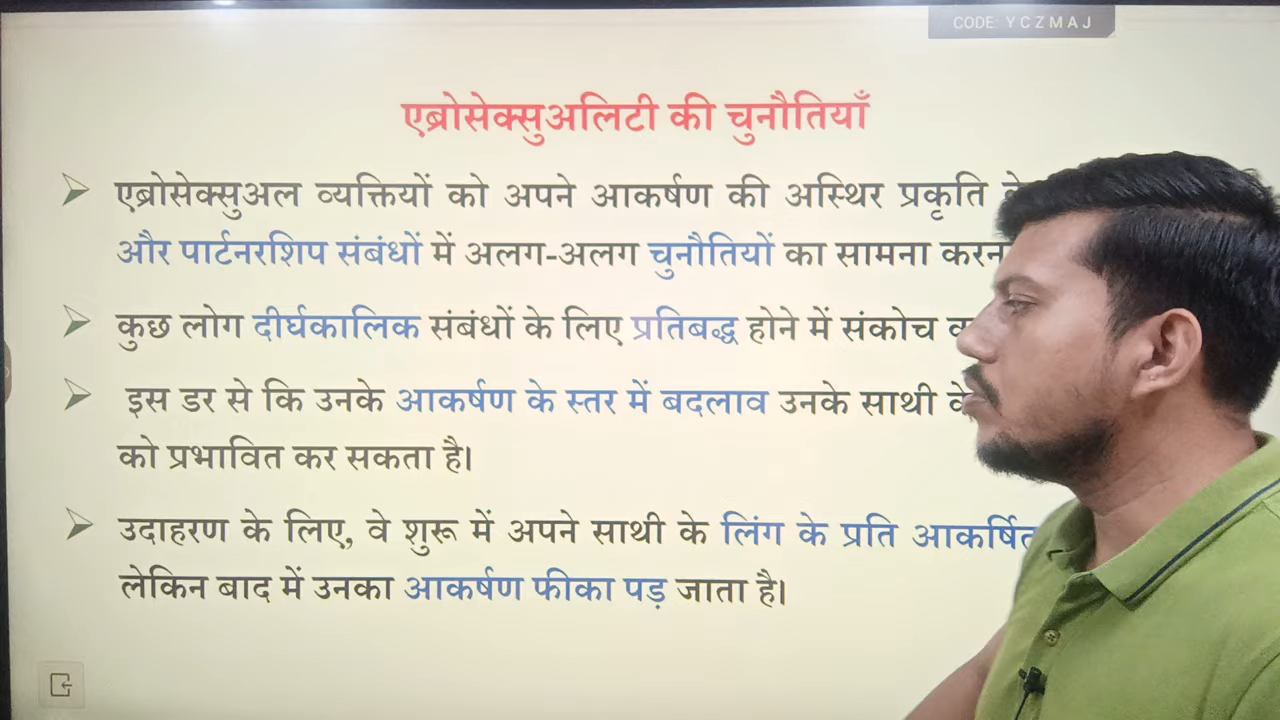 CODE: Y C Z M A J
एब्रोसेक्सुअलिटी की चुनौतियाँ
एब्रोसेक्सुअल व्यक्तियों को अपने आकर्षण की अस्थिर प्रकृति
और पार्टनरशिप संबंधों में अलग-अलग चुनौतियों का सामना
कुछ लोग दीर्घकालिक संबंधों के लिए प्रतिबद्ध होने में संकोच
इस डर से कि उनके आकर्षण के स्तर में बदलाव उनके साथी
को प्रभावित कर सकता है।
उदाहरण के लिए, वे शुरू में अपने साथी के लिंग के प्रति आकर्षित
लेकिन बाद में उनका आकर्षण फीका पड़ जाता है।